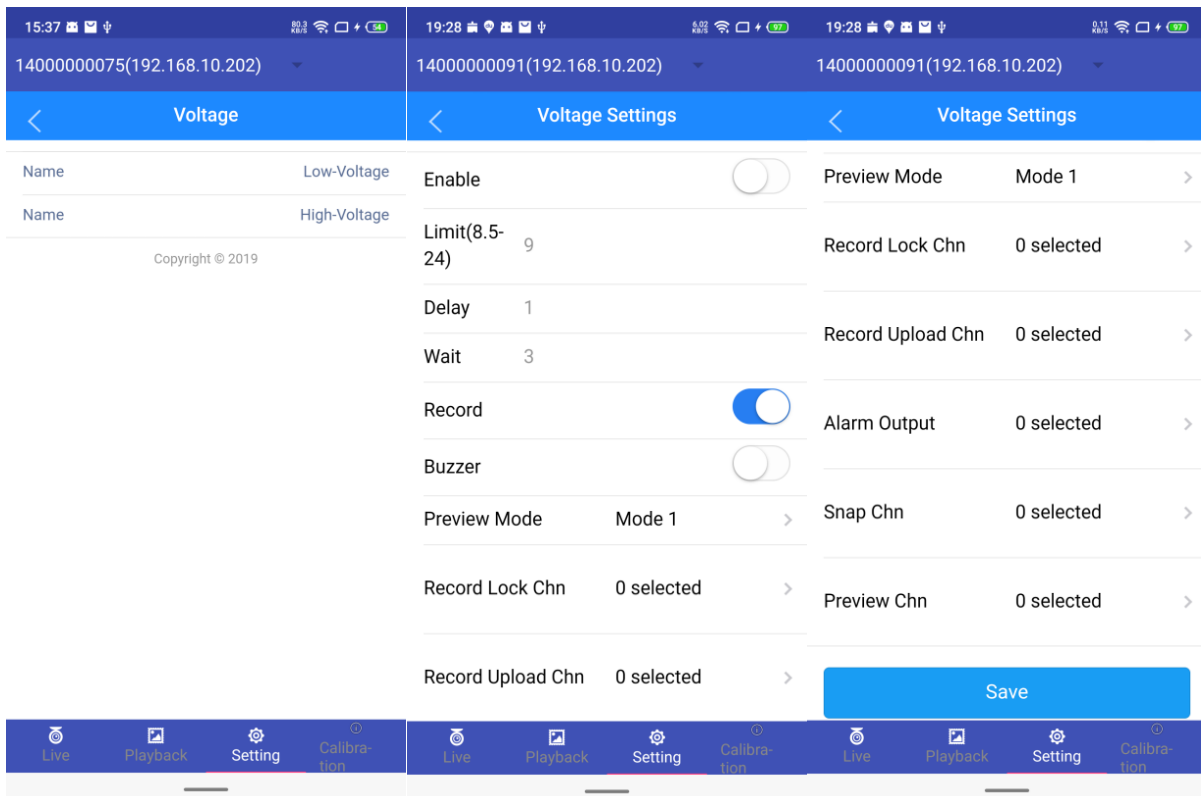 15:37
80.3 KB/S
54
14000000075(192.168.10.202)
Voltage
Name Low-Voltage
Name High-Voltage
Copyright © 2019
Live Playback Setting Calibra-
tion
19:28
6.02 KB/S
97
14000000091(192.168.10.202)
Voltage Settings
Enable
Limit(8.5-
24) 9
Delay 1
Wait 3
Record
Buzzer
Preview Mode Mode 1
Record Lock Chn 0 selected
Record Upload Chn 0 selected
Live Playback Setting Calibra-
tion
19:28
0.11 KB/S
97
14000000091(192.168.10.202)
Voltage Settings
Preview Mode Mode 1
Record Lock Chn 0 selected
Record Upload Chn 0 selected
Alarm Output 0 selected
Snap Chn 0 selected
Preview Chn 0 selected
Save
Live Playback Setting Calibra-
tion